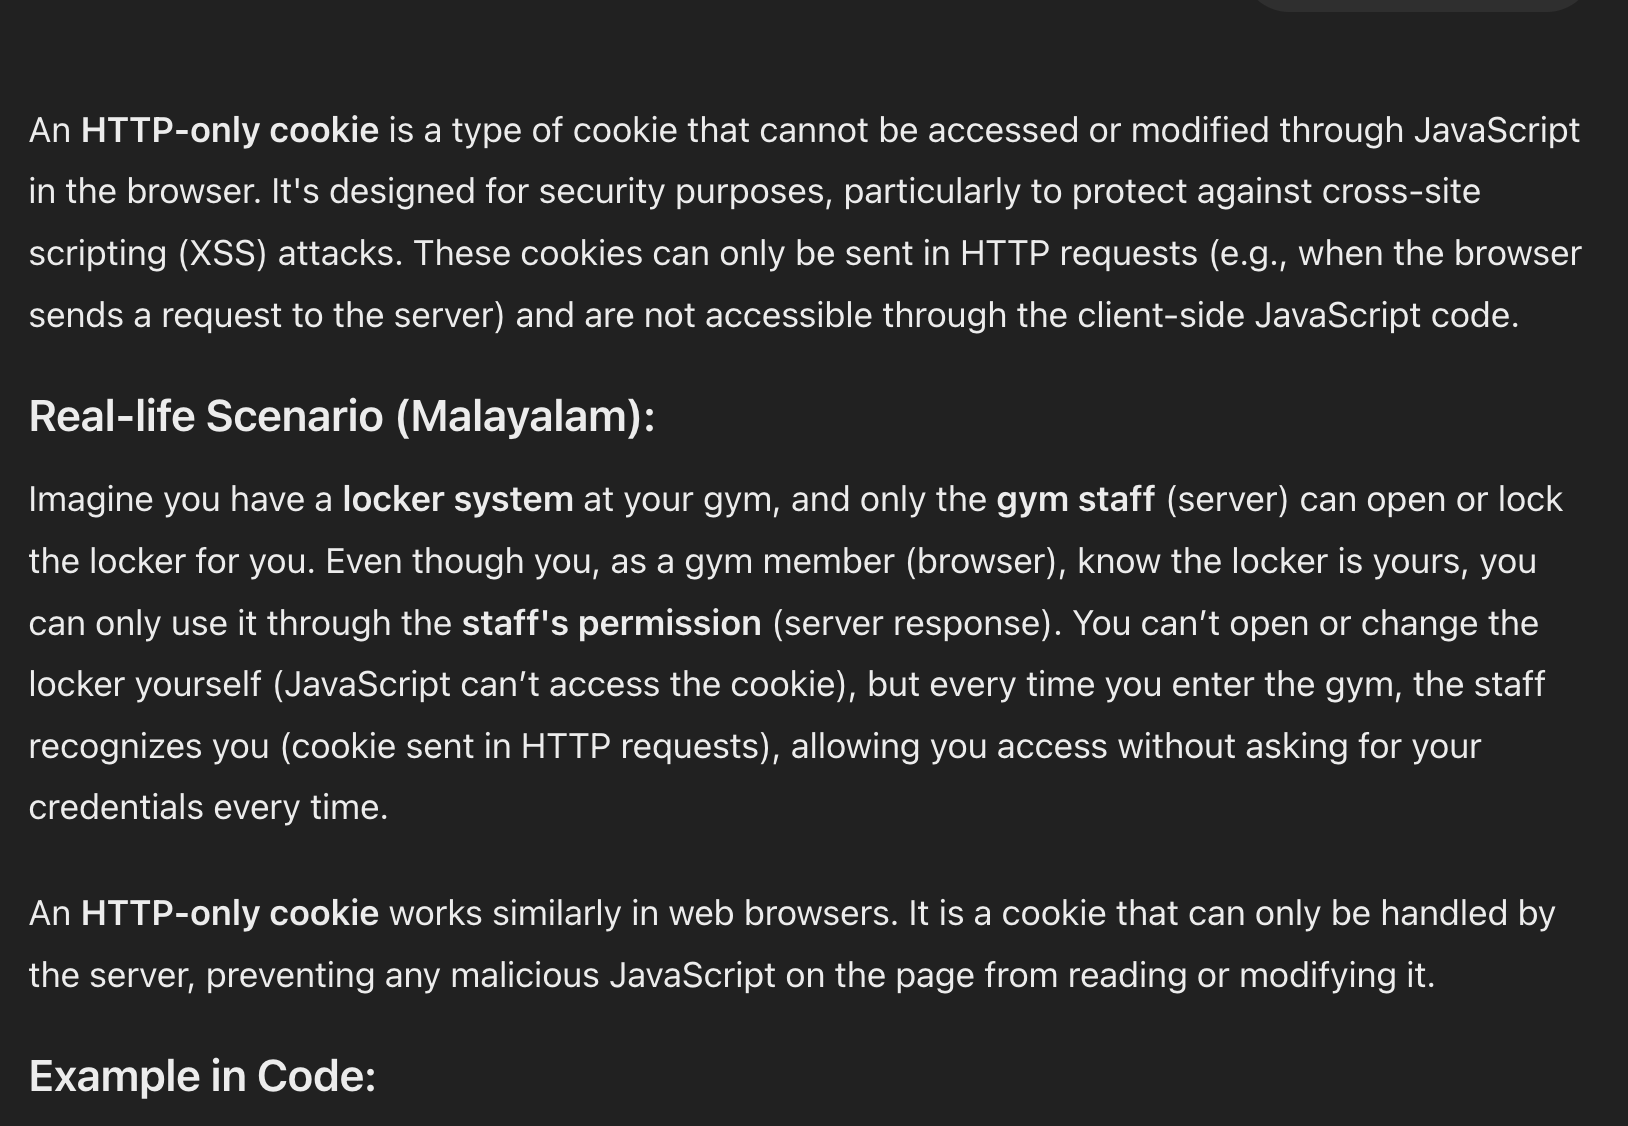 An HTTP-only cookie is a type of cookie that cannot be accessed or modified through JavaScript
in the browser. It's designed for security purposes, particularly to protect against cross-site
scripting (XSS) attacks. These cookies can only be sent in HTTP requests (e.g., when the browser
sends a request to the server) and are not accessible through the client-side JavaScript code.
Real-life Scenario (Malayalam):
Imagine you have a locker system at your gym, and only the gym staff (server) can open or lock
the locker for you. Even though you, as a gym member (browser), know the locker is yours, you
can only use it through the staff's permission (server response). You can’t open or change the
locker yourself (JavaScript can’t access the cookie), but every time you enter the gym, the staff
recognizes you (cookie sent in HTTP requests), allowing you access without asking for your
credentials every time.
An HTTP-only cookie works similarly in web browsers. It is a cookie that can only be handled by
the server, preventing any malicious JavaScript on the page from reading or modifying it.
Example in Code: